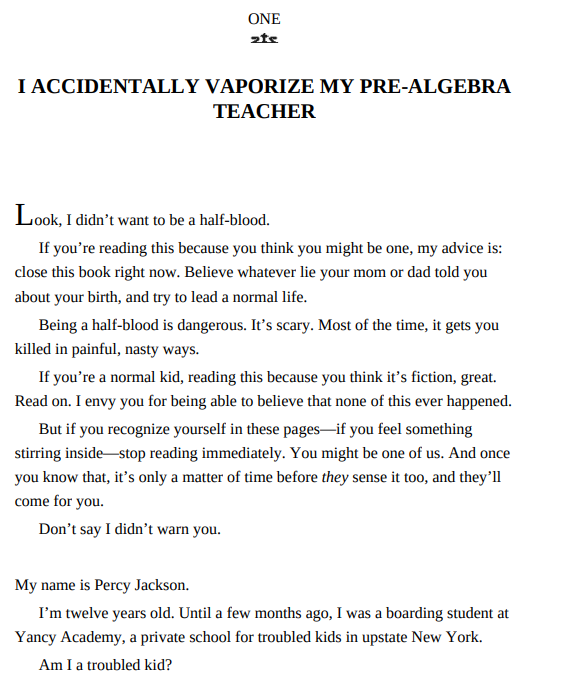 ONE
I ACCIDENTALLY VAPORIZE MY PRE-ALGEBRA
TEACHER
Look, I didn’t want to be a half-blood.
If you’re reading this because you think you might be one, my advice is:
close this book right now. Believe whatever lie your mom or dad told you
about your birth, and try to lead a normal life.
Being a half-blood is dangerous. It’s scary. Most of the time, it gets you
killed in painful, nasty ways.
If you’re a normal kid, reading this because you think it’s fiction, great.
Read on. I envy you for being able to believe that none of this ever happened.
But if you recognize yourself in these pages—if you feel something
stirring inside—stop reading immediately. You might be one of us. And once
you know that, it’s only a matter of time before they sense it too, and they’ll
come for you.
Don’t say I didn’t warn you.
My name is Percy Jackson.
I’m twelve years old. Until a few months ago, I was a boarding student at
Yancy Academy, a private school for troubled kids in upstate New York.
Am I a troubled kid?